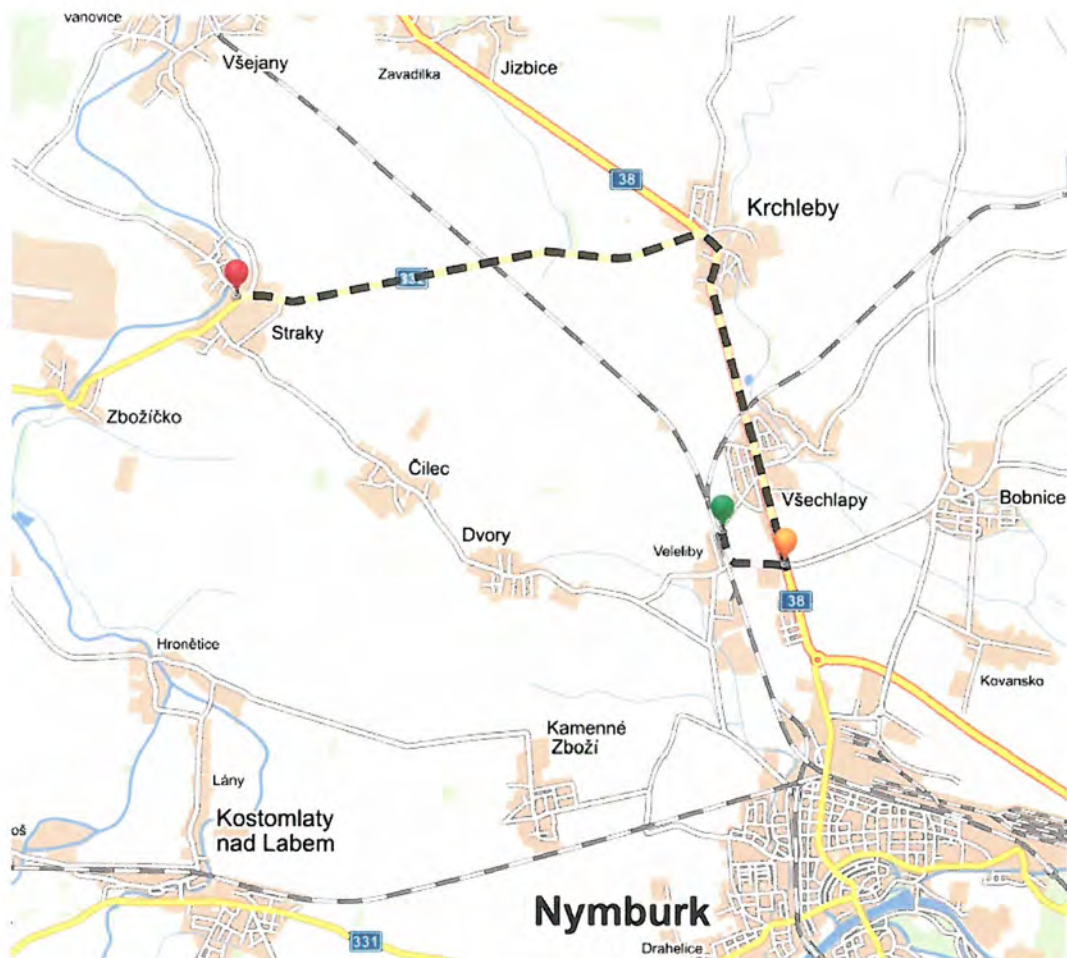 Vanovice
Všejany
Zavadilka
Jizbice
38
Krchleby
332
Straky
Zbožíčko
Čilec
Všechlapy
Bobnice
Dvory
Veleliby
38
Hronětice
Kovansko
Kamenné
Zboží
Lány
Kostomlaty
nad Labem
Nymburk
331
Drahelice